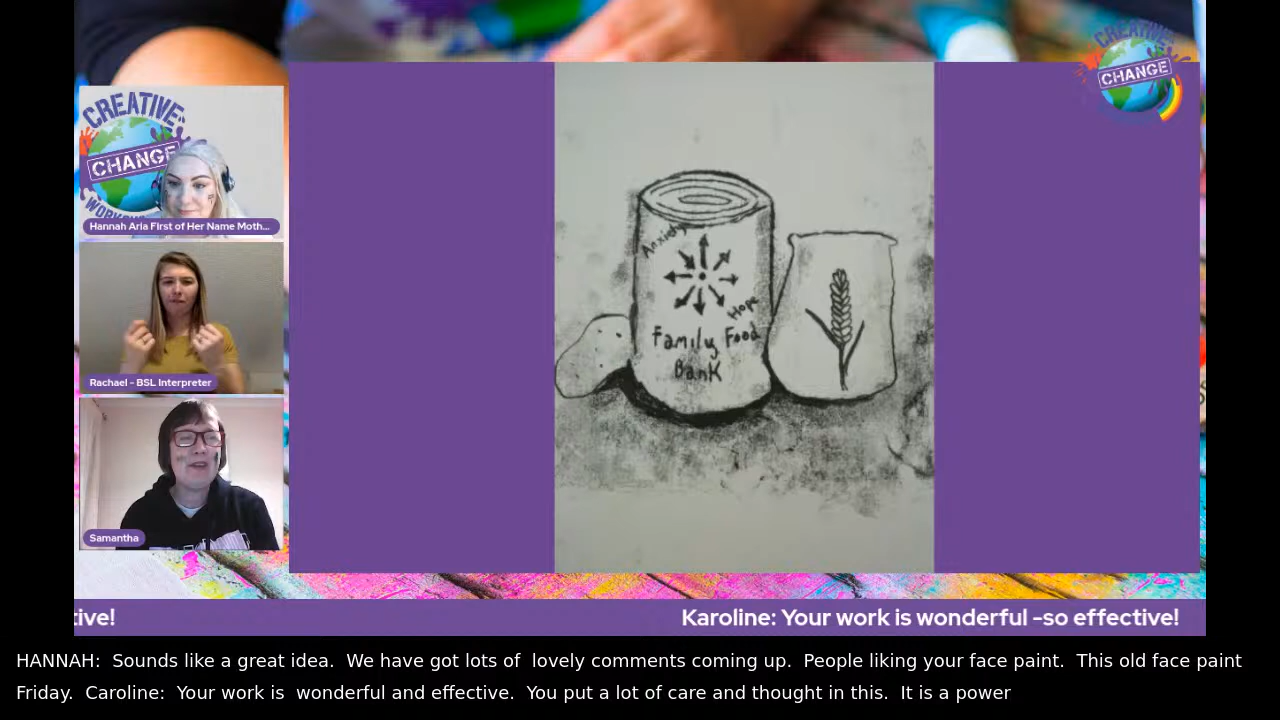 CREATIVE
CHANGE
CREATIVE
CHANGE
Hannah Aria First of Her Name Moth...
Rachael - BSL Interpreter
Samantha
Anxiety
Hope
Family Food
Bank
tive!
Karoline: Your work is wonderful -so effective!
HANNAH:  Sounds like a great idea.  We have got lots of  lovely comments coming up.  People liking your face paint.  This old face paint
Friday.  Caroline:  Your work is  wonderful and effective.  You put a lot of care and thought in this.  It is a power